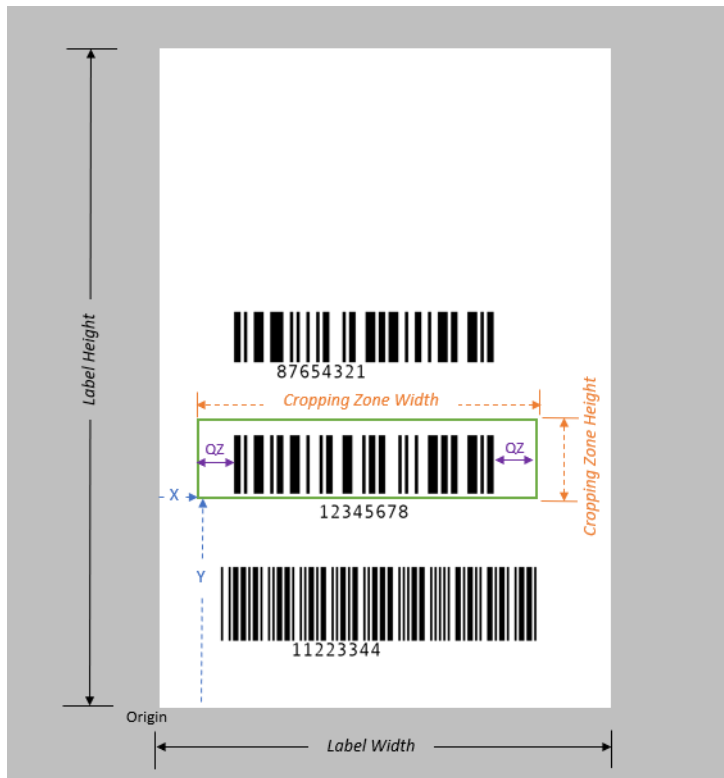 Label Height
87654321
Cropping Zone Width
Cropping Zone Height
QZ
QZ
X
12345678
Y
11223344
Origin
Label Width